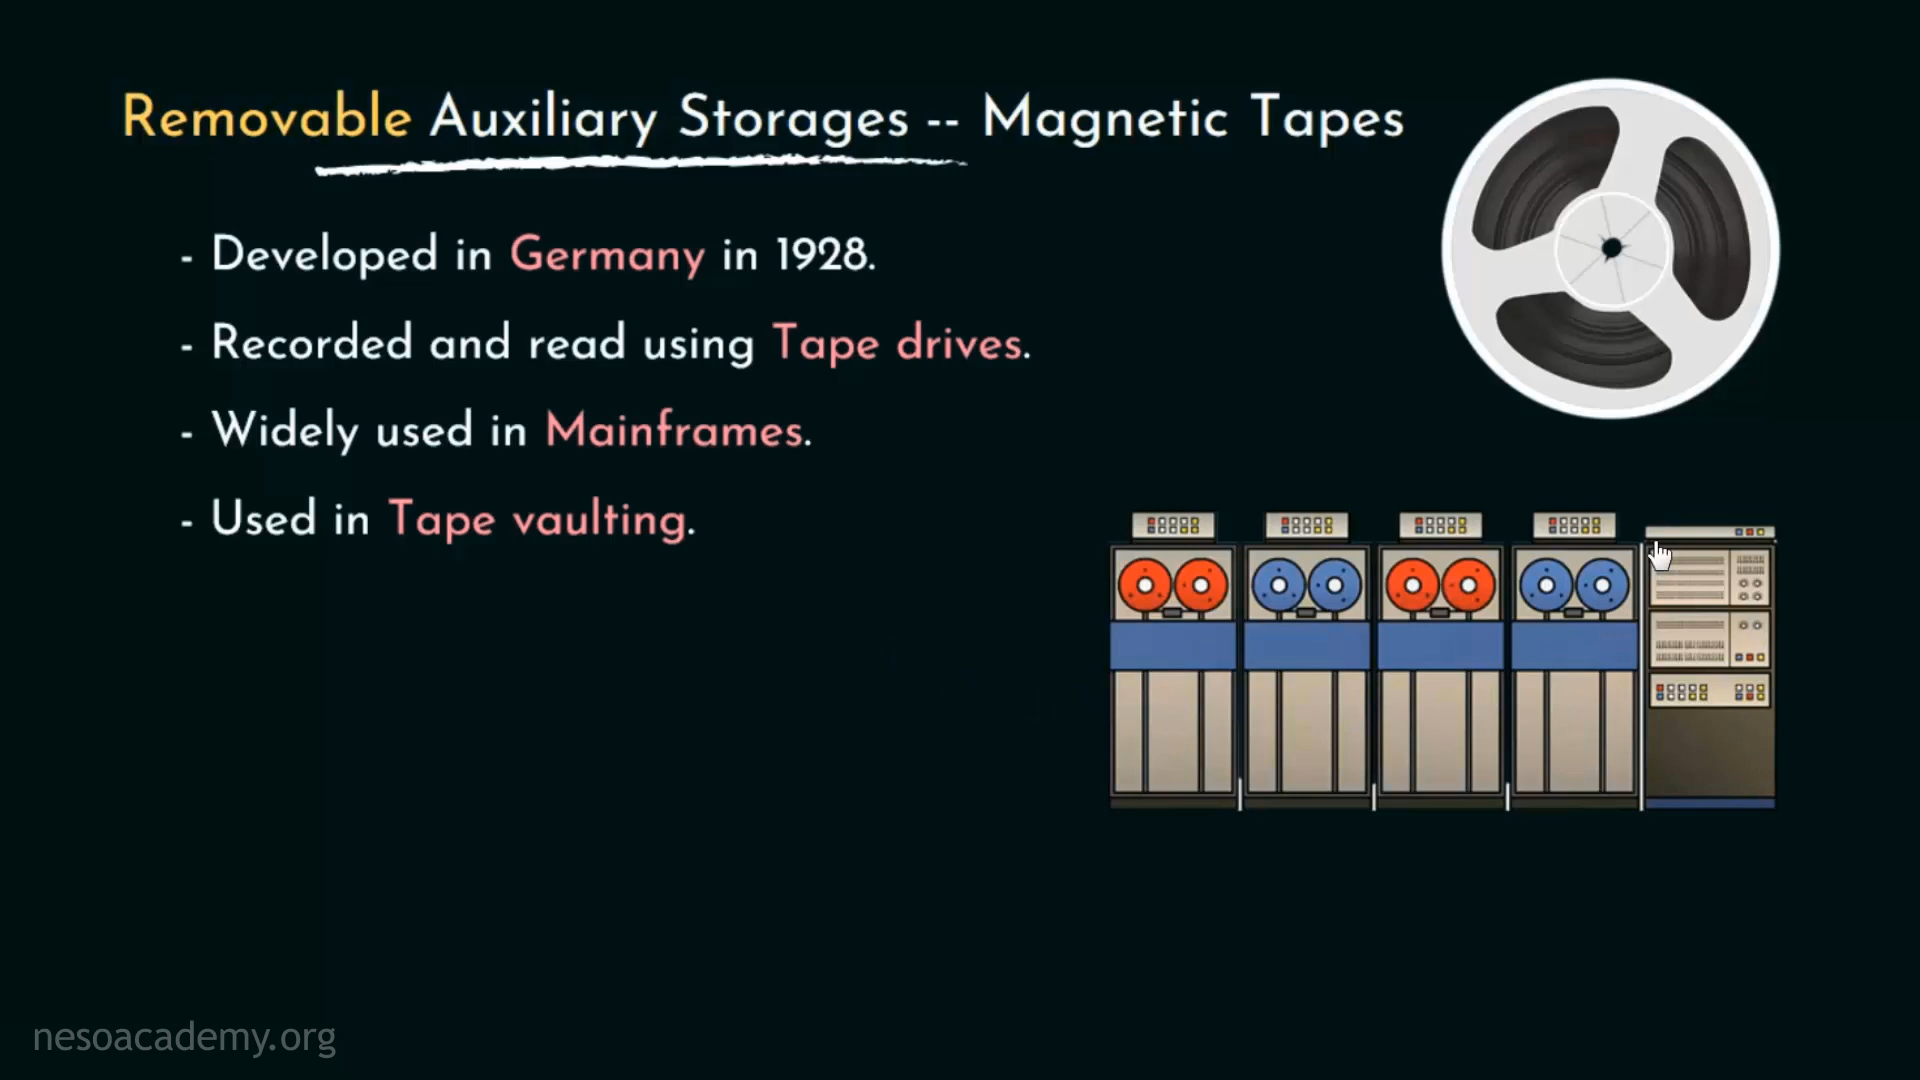 Removable Auxiliary Storages -- Magnetic Tapes
- Developed in Germany in 1928.
- Recorded and read using Tape drives.
- Widely used in Mainframes.
- Used in Tape vaulting.
nesoacademy.org